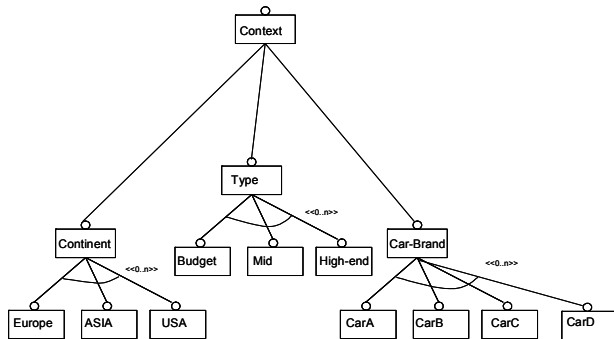 Context
Type
<<0..n>>
Continent
Budget
Mid
High-end
Car-Brand
<<0..n>>
<<0..n>>
Europe
ASIA
USA
CarA
CarB
CarC
CarD